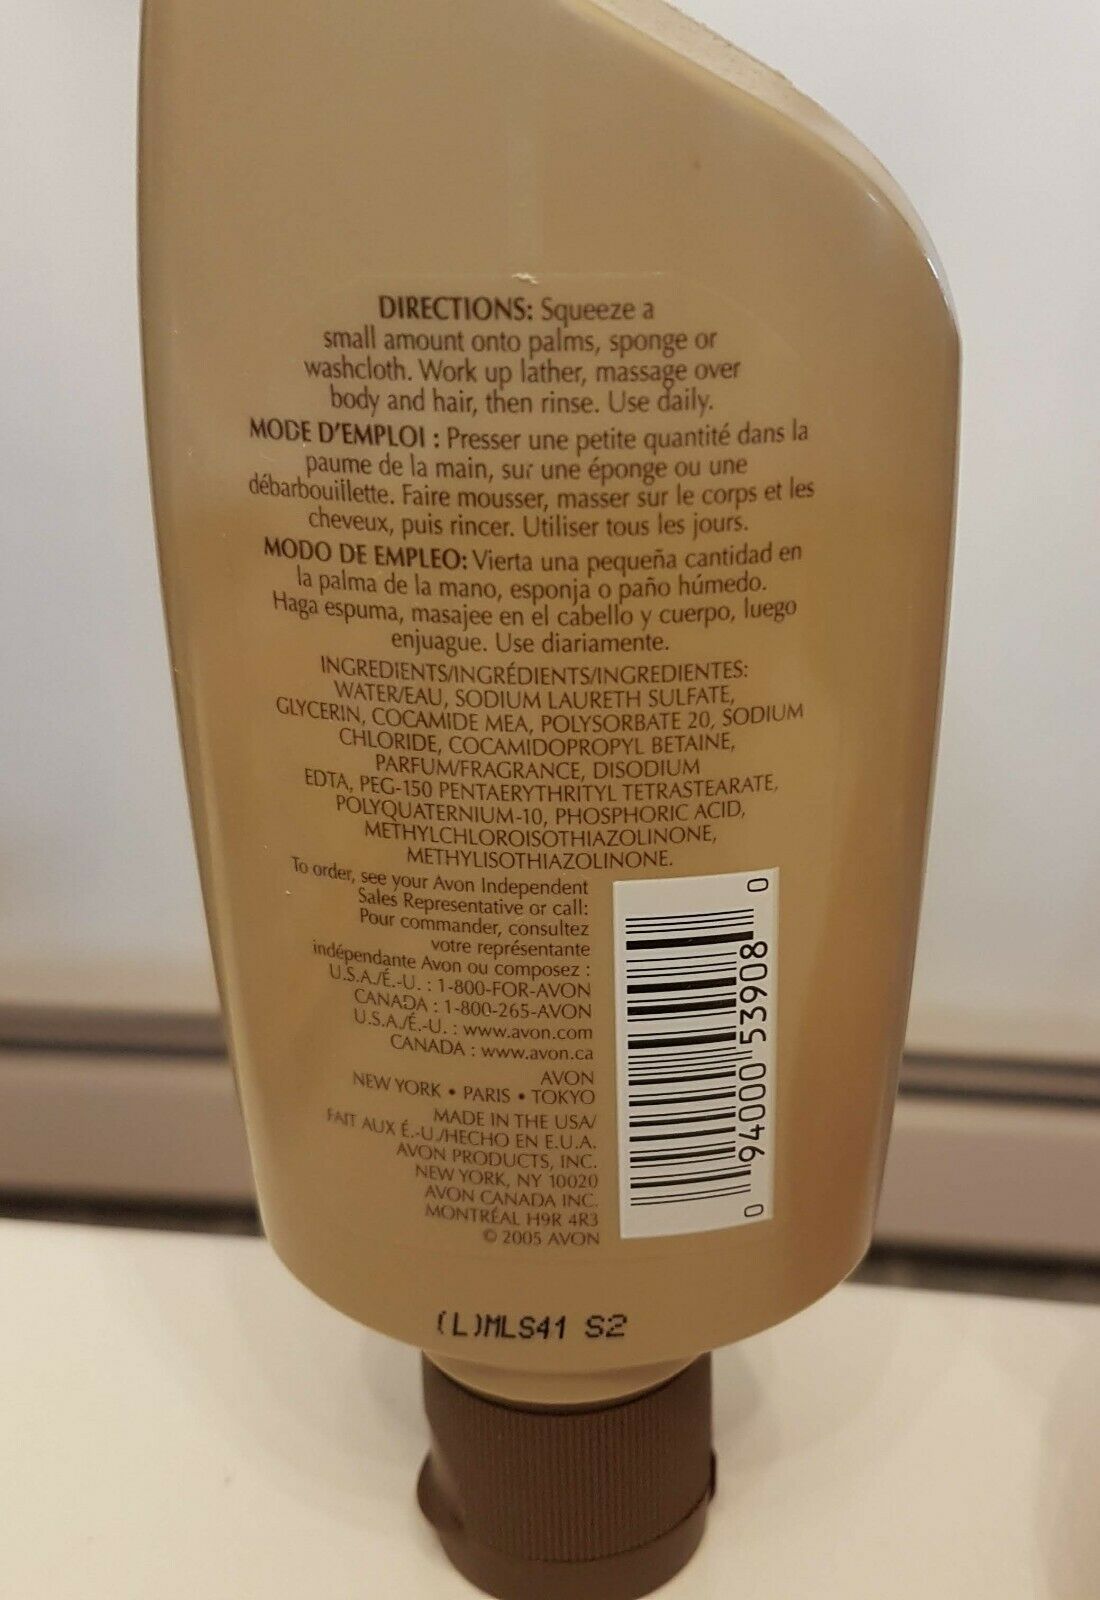 DIRECTIONS: Squeeze a
small amount onto palms, sponge or
washcloth. Work up lather, massage over
body and hair, then rinse. Use daily.
MODE D'EMPLOI : Presser une petite quantité dans la
paume de la main, sur une éponge ou une
débarbouillette. Faire mousser, masser sur le corps et les
cheveux, puis rincer. Utiliser tous les jours.
MODO DE EMPLEO: Vierta una pequeña cantidad en
la palma de la mano, esponja o paño húmedo.
Haga espuma, masajee en el cabello y cuerpo, luego
enjuague. Use diariamente.
INGREDIENTS/INGRÉDIENTS/INGREDIENTES:
WATER/EAU, SODIUM LAURETH SULFATE,
GLYCERIN, COCAMIDE MEA, POLYSORBATE 20, SODIUM
CHLORIDE, COCAMIDOPROPYL BETAINE,
PARFUM/FRAGRANCE, DISODIUM
EDTA, PEG-150 PENTAERYTHRITYL TETRASTEARATE,
POLYQUATERNIUM-10, PHOSPHORIC ACID,
METHYLCHLOROISOTHIAZOLINONE,
METHYLISOTHIAZOLINONE.
To order, see your Avon Independent
Sales Representative or call:
Pour commander, consultez
votre représentante
indépendante Avon ou composez :
U.S.A./É.-U. : 1-800-FOR-AVON
CANADA : 1-800-265-AVON
U.S.A./É.-U. : www.avon.com
CANADA : www.avon.ca
AVON
NEW YORK • PARIS • TOKYO
MADE IN THE USA/
FAIT AUX É.-U./HECHO EN E.U.A.
AVON PRODUCTS, INC.
NEW YORK, NY 10020
AVON CANADA INC.
MONTRÉAL H9R 4R3
© 2005 AVON
0 94000 53908 0
(L)MLS41 S2